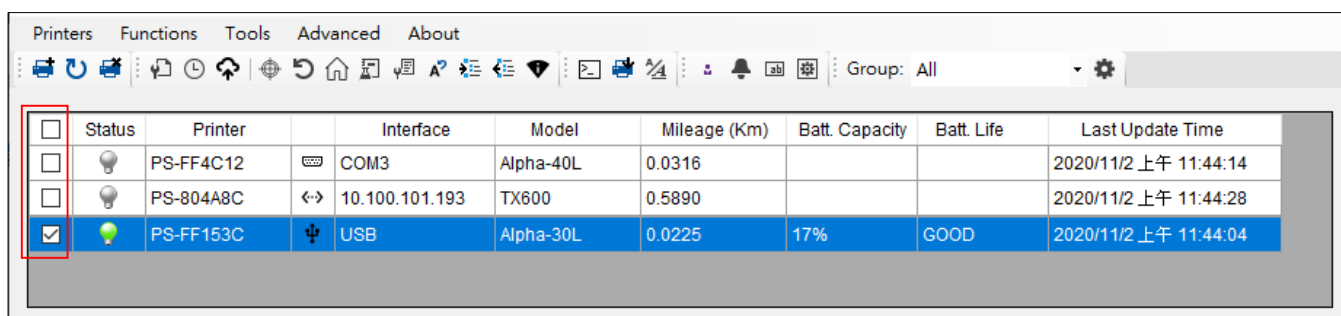 Printers Functions Tools Advanced About
Group: All
Status Printer Interface Model Mileage (Km) Batt. Capacity Batt. Life Last Update Time
PS-FF4C12 COM3 Alpha-40L 0.0316 2020/11/2 上午 11:44:14
PS-804A8C 10.100.101.193 TX600 0.5890 2020/11/2 上午 11:44:28
PS-FF153C USB Alpha-30L 0.0225 17% GOOD 2020/11/2 上午 11:44:04